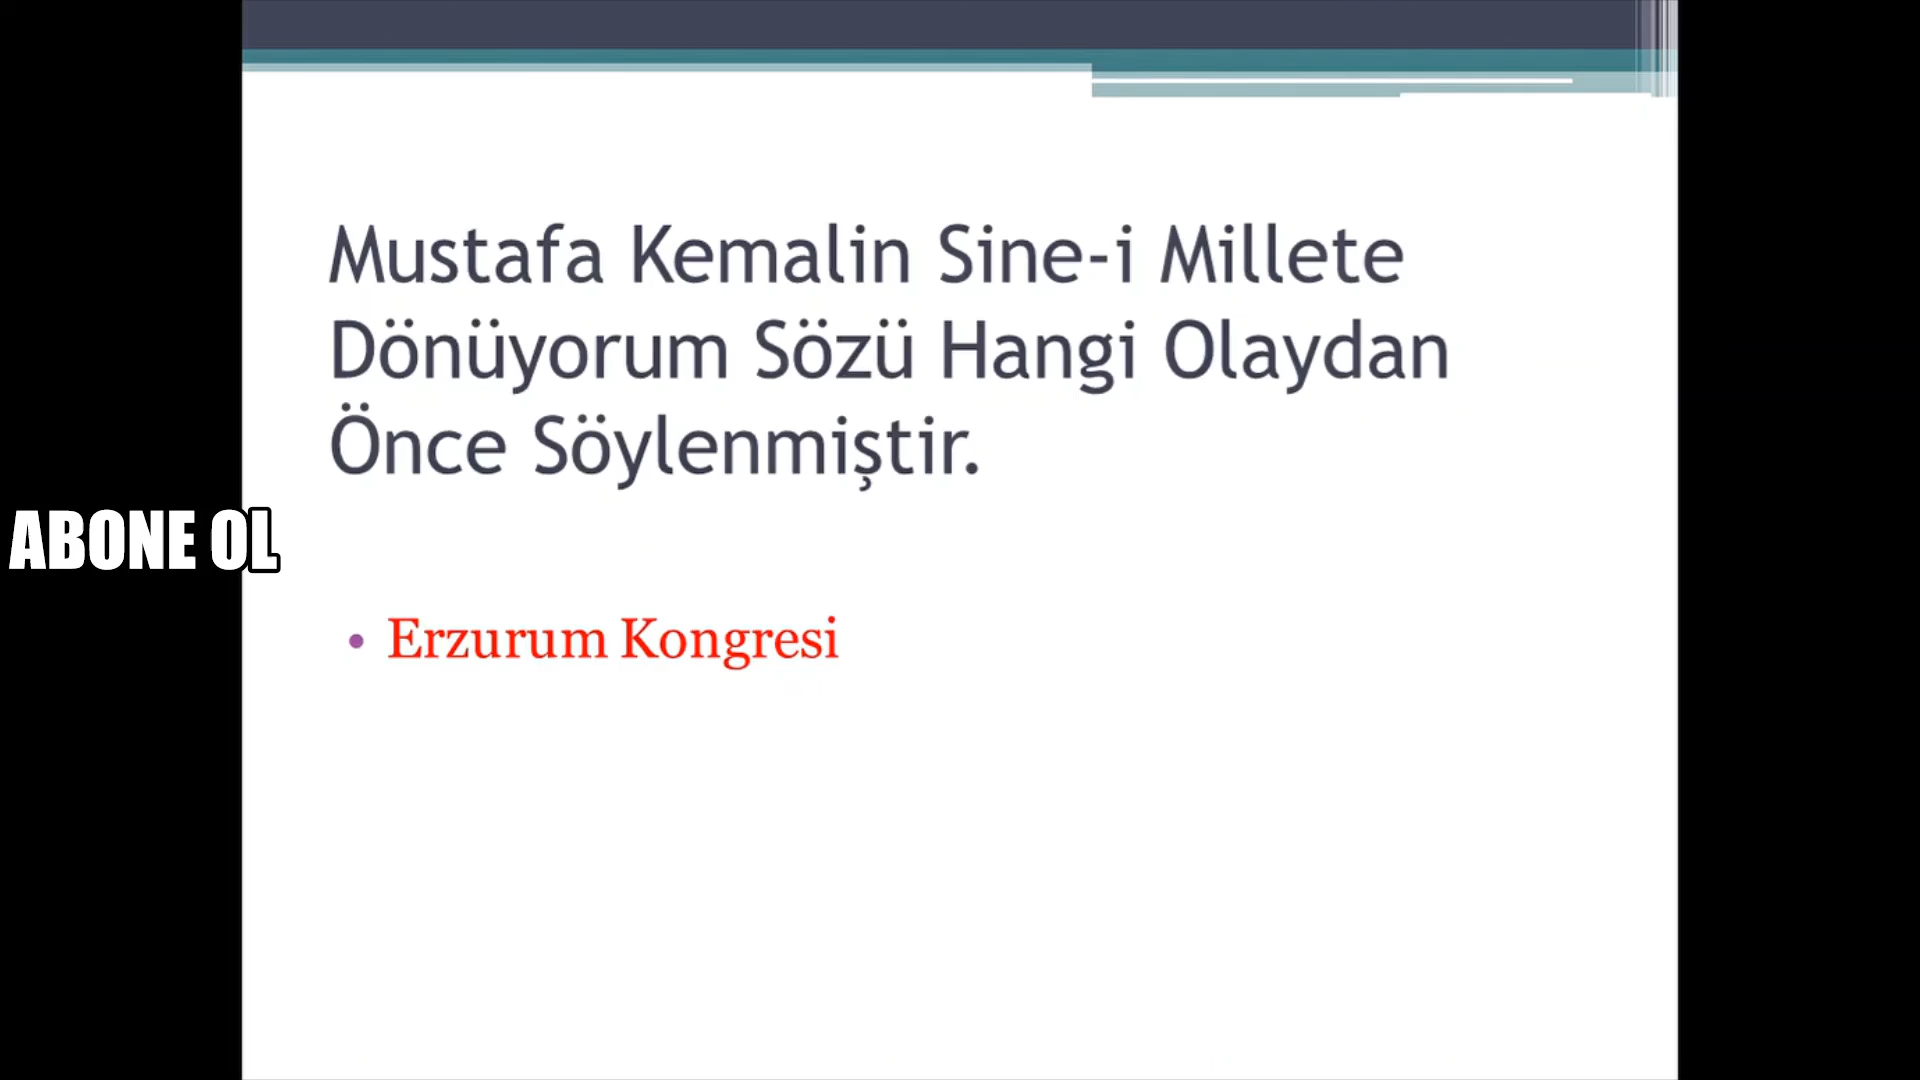 Mustafa Kemalin Sine-i Millete
Dönüyorum Sözü Hangi Olaydan
Önce Söylenmiştir.
ABONE OL
• Erzurum Kongresi